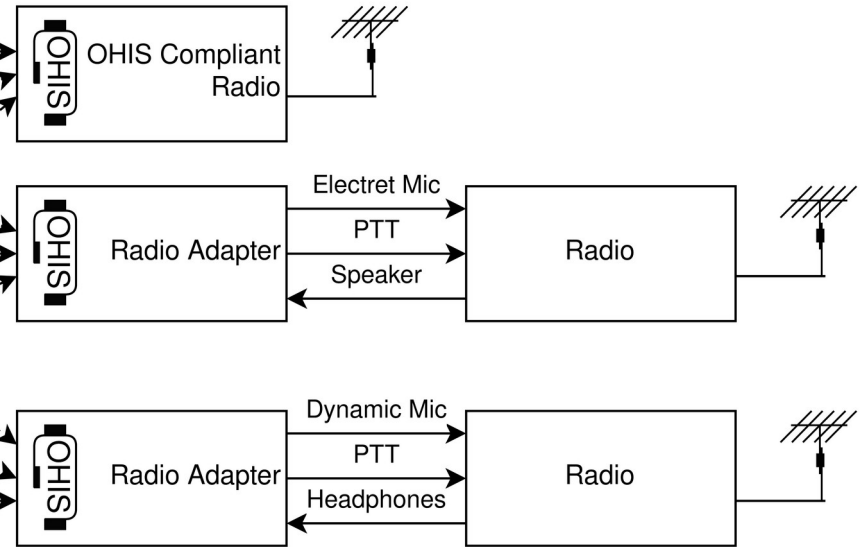 OHIS
OHIS Compliant
Radio
Electret Mic
OHIS
Radio Adapter
PTT
Radio
Speaker
Dynamic Mic
OHIS
Radio Adapter
PTT
Radio
Headphones